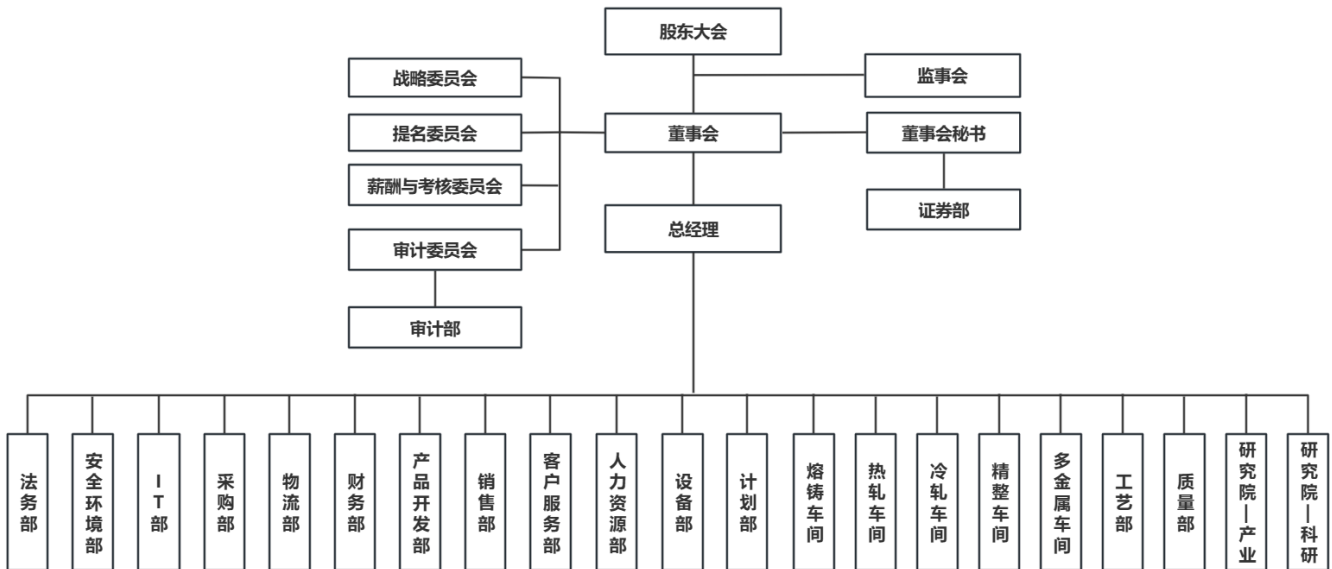 股东大会
战略委员会
监事会
提名委员会
董事会
董事会秘书
薪酬与考核委员会
证券部
总经理
审计委员会
审计部
法务部
安全环境部
IT部
采购部
物流部
财务部
产品开发部
销售部
客户服务部
人力资源部
设备部
计划部
熔铸车间
热轧车间
冷轧车间
精整车间
多金属车间
工艺部
质量部
研究院—产业
研究院—科研